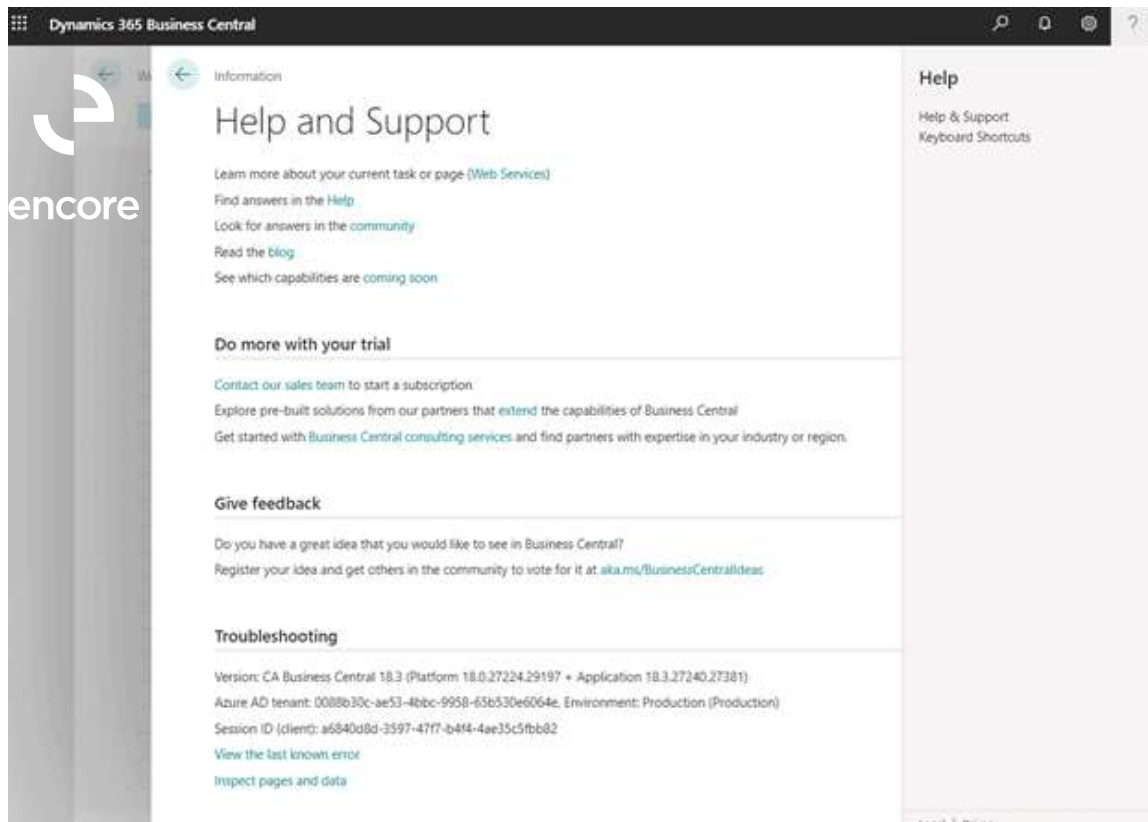 Dynamics 365 Business Central
?
encore
Information
Help and Support
Learn more about your current task or page (Web Services)
Find answers in the Help
Look for answers in the community
Read the blog
See which capabilities are coming soon
Do more with your trial
Contact our sales team to start a subscription
Explore pre-built solutions from our partners that extend the capabilities of Business Central
Get started with Business Central consulting services and find partners with expertise in your industry or region.
Give feedback
Do you have a great idea that you would like to see in Business Central?
Register your idea and get others in the community to vote for it at aka.ms/BusinessCentralIdeas
Troubleshooting
Version: CA Business Central 18.3 (Platform 18.0.27224.29197 + Application 18.3.27240.27381)
Azure AD tenant: 0088b30c-ae53-4bbc-9958-65b530e6064e, Environment: Production (Production)
Session ID (client): a6840d8d-3597-47f7-b4f4-4ae35c5fbb82
View the last known error
Inspect pages and data
Help
Help & Support
Keyboard Shortcuts